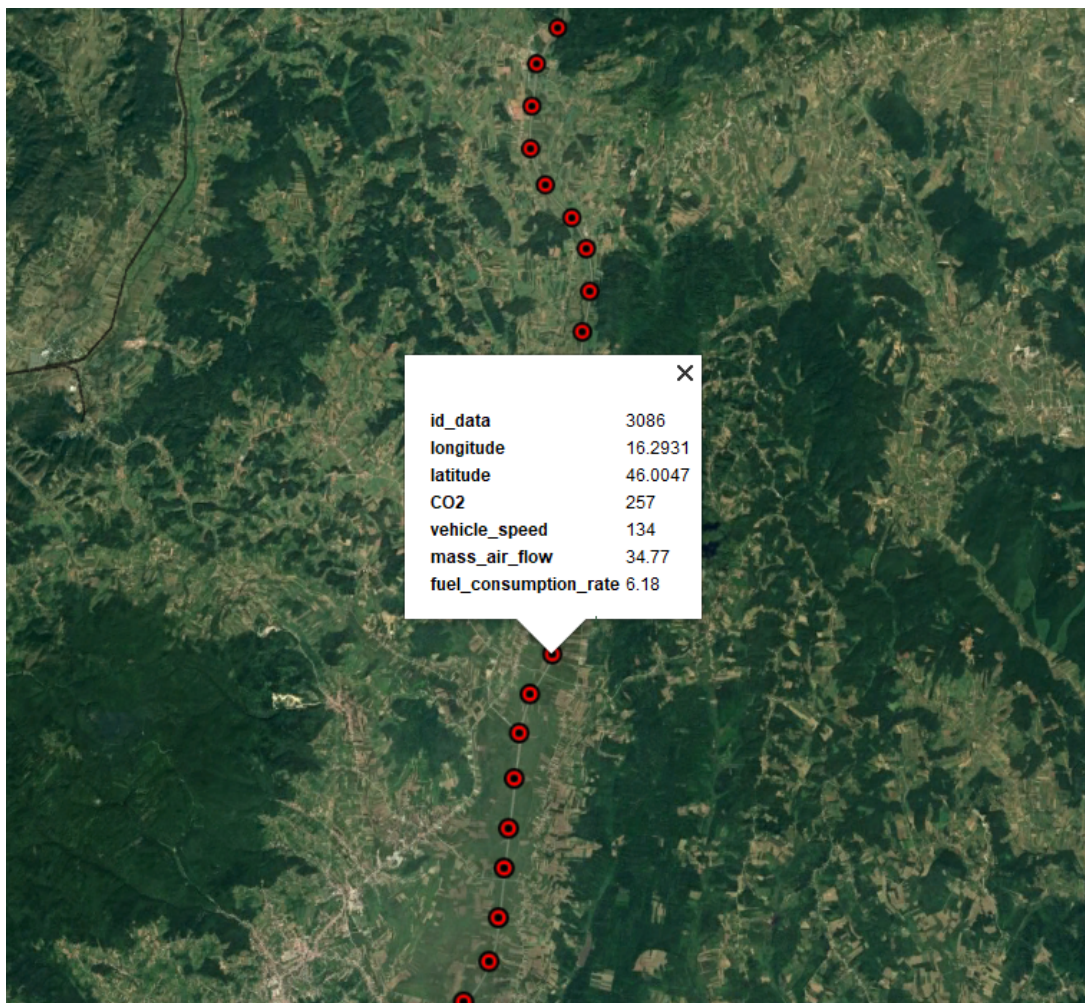 id_data 3086
longitude 16.2931
latitude 46.0047
CO2 257
vehicle_speed 134
mass_air_flow 34.77
fuel_consumption_rate 6.18